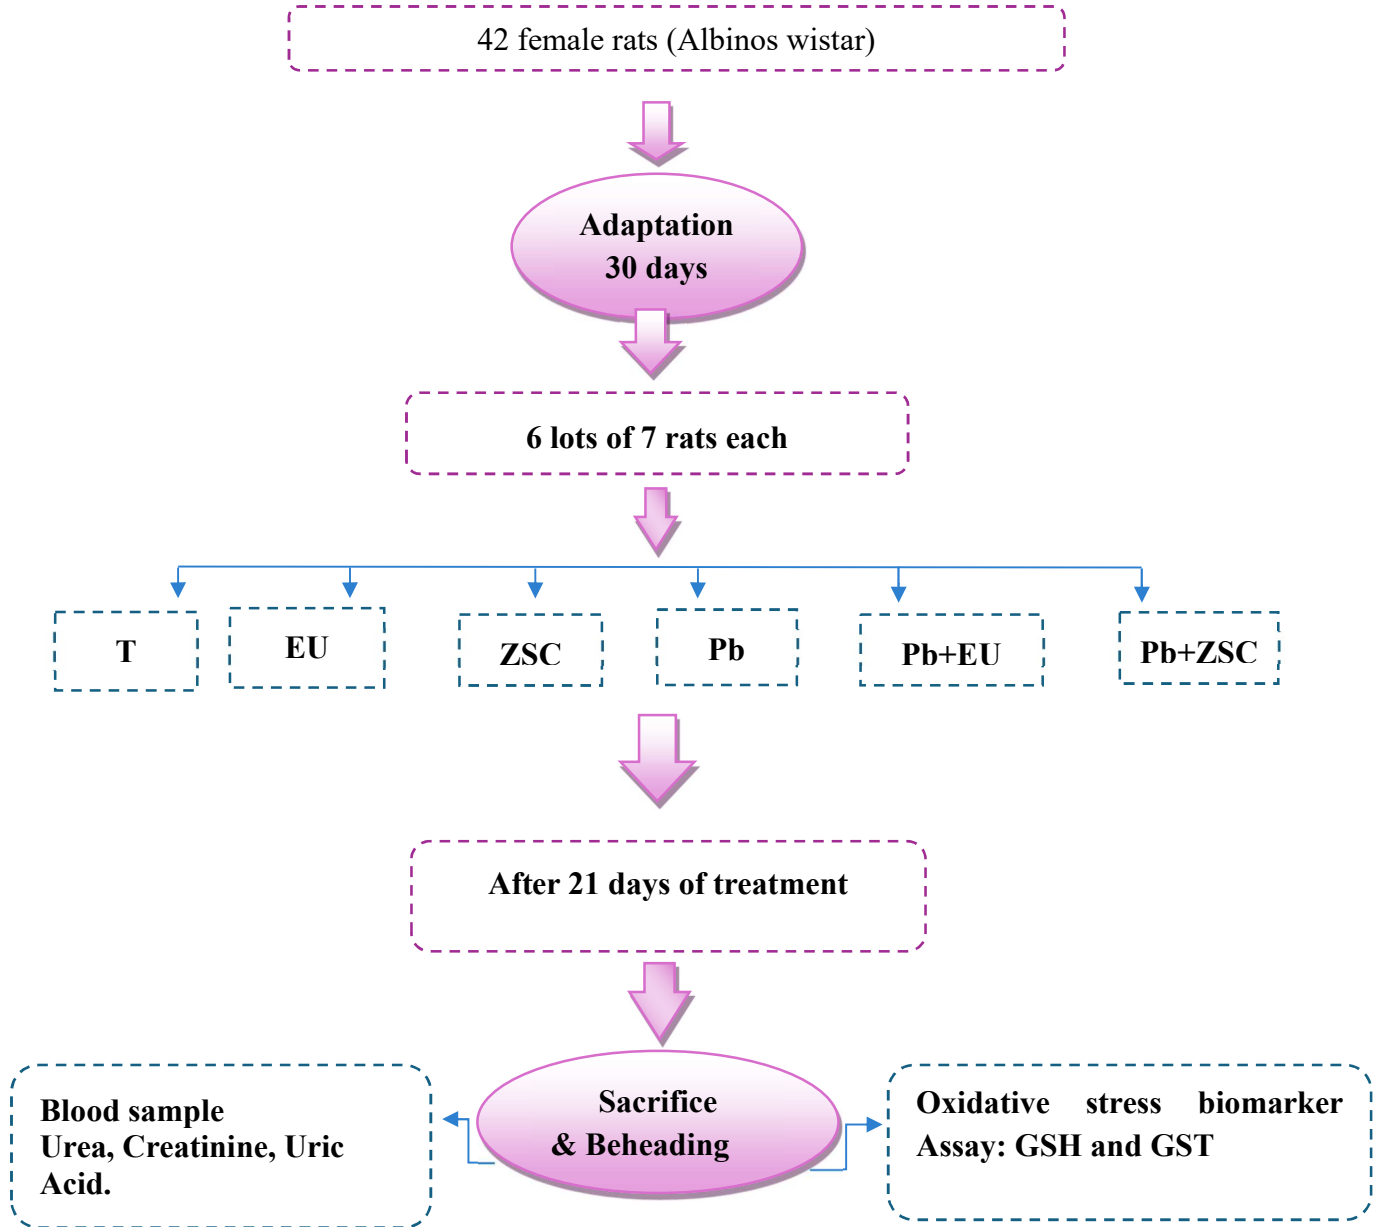 42 female rats (Albinos wistar)
Adaptation
30 days
6 lots of 7 rats each
T
EU
ZSC
Pb
Pb+EU
Pb+ZSC
After 21 days of treatment
Sacrifice
& Beheading
Blood sample
Urea, Creatinine, Uric
Acid.
Oxidative stress biomarker
Assay: GSH and GST